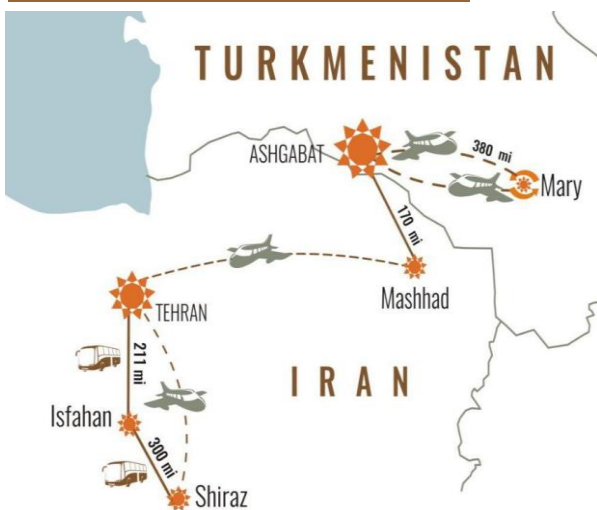 TURKMENISTAN
ASHGABAT
380 mi
Mary
170 mi
Mashhad
TEHRAN
211 mi
IRAN
Isfahan
300 mi
Shiraz